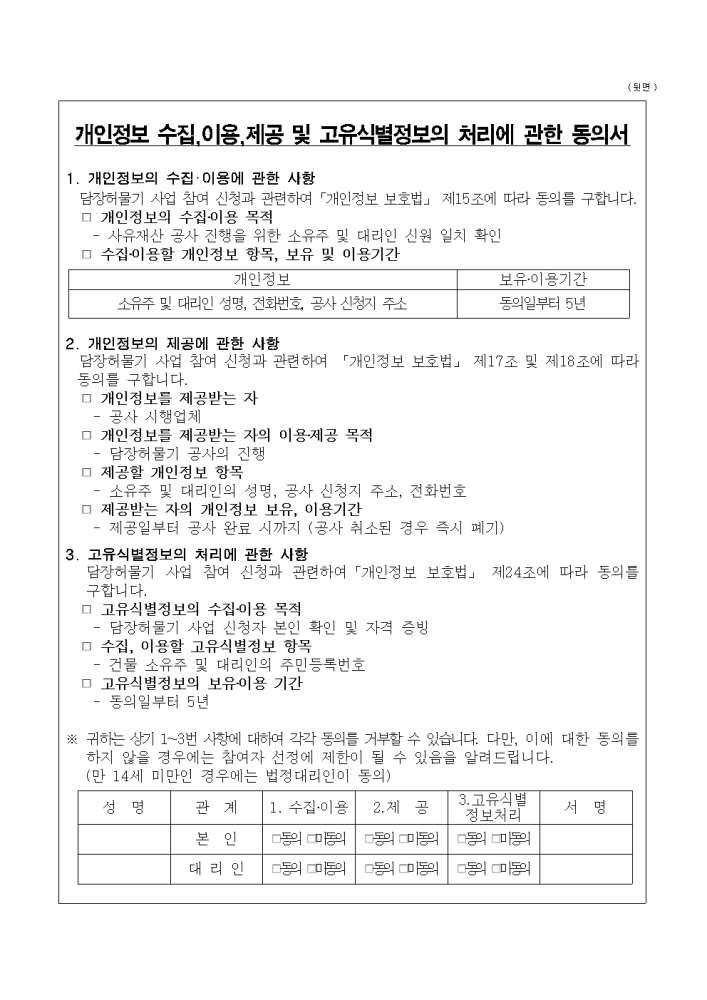 ( 뒷면 )
개인정보 수집,이용,제공 및 고유식별정보의 처리에 관한 동의서
1. 개인정보의 수집·이용에 관한 사항
담장허물기 사업 참여 신청과 관련하여 「개인정보 보호법」 제15조에 따라 동의를 구합니다.
□ 개인정보의 수집·이용 목적
- 사유재산 공사 진행을 위한 소유주 및 대리인 신원 일치 확인
□ 수집·이용할 개인정보 항목, 보유 및 이용기간
개인정보 보유·이용기간
소유주 및 대리인 성명, 전화번호, 공사 신청지 주소 동의일부터 5년
2. 개인정보의 제공에 관한 사항
담장허물기 사업 참여 신청과 관련하여 「개인정보 보호법」 제17조 및 제18조에 따라
동의를 구합니다.
□ 개인정보를 제공받는 자
- 공사 시행업체
□ 개인정보를 제공받는 자의 이용·제공 목적
- 담장허물기 공사의 진행
□ 제공할 개인정보 항목
- 소유주 및 대리인의 성명, 공사 신청지 주소, 전화번호
□ 제공받는 자의 개인정보 보유, 이용기간
- 제공일부터 공사 완료 시까지 (공사 취소된 경우 즉시 폐기)
3. 고유식별정보의 처리에 관한 사항
담장허물기 사업 참여 신청과 관련하여 「개인정보 보호법」 제24조에 따라 동의를
구합니다.
□ 고유식별정보의 수집·이용 목적
- 담장허물기 사업 신청자 본인 확인 및 자격 증빙
□ 수집, 이용할 고유식별정보 항목
- 건물 소유주 및 대리인의 주민등록번호
□ 고유식별정보의 보유·이용 기간
- 동의일부터 5년
※ 귀하는 상기 1~3번 사항에 대하여 각각 동의를 거부할 수 있습니다. 다만, 이에 대한 동의를
하지 않을 경우에는 참여자 선정에 제한이 될 수 있음을 알려드립니다.
(만 14세 미만인 경우에는 법정대리인이 동의)
성 명 관 계 1. 수집·이용 2.제 공 3.고유식별 정보처리 서 명
본 인 □동의 □미동의 □동의 □미동의 □동의 □미동의
대 리 인 □동의 □미동의 □동의 □미동의 □동의 □미동의